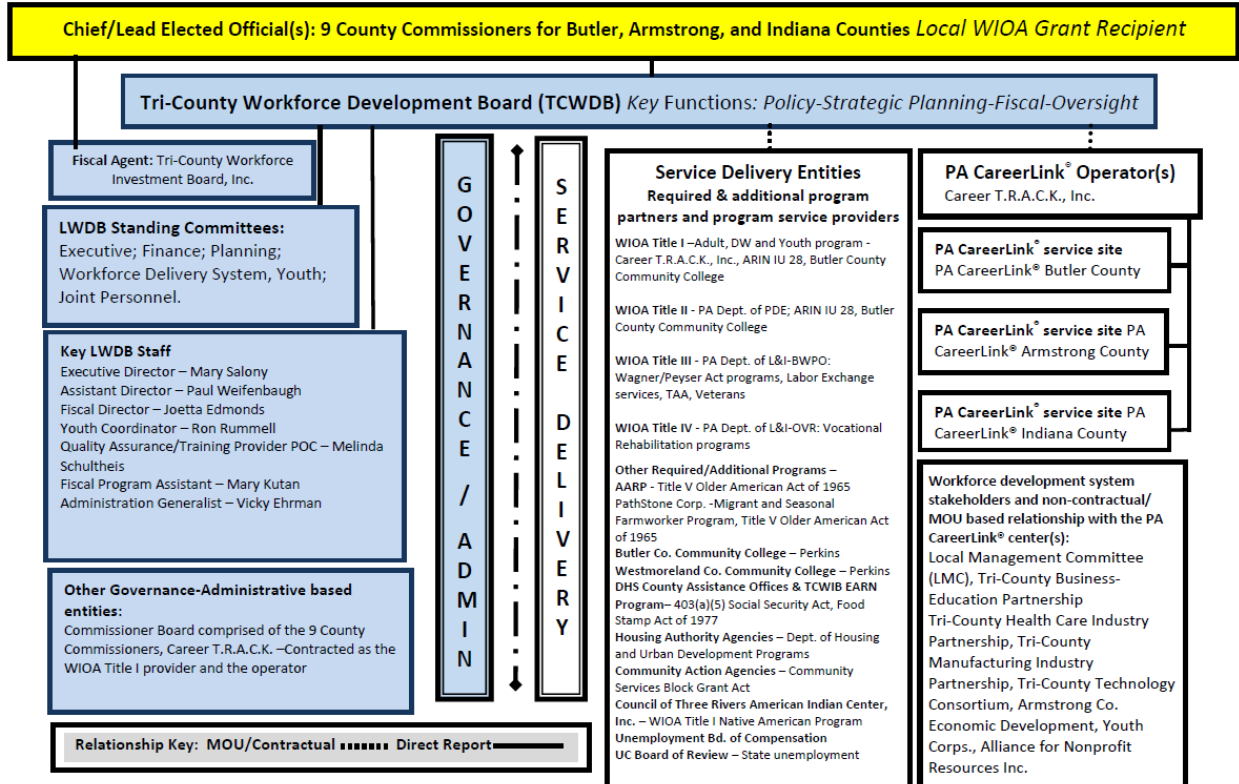 Chief/Lead Elected Official(s): 9 County Commissioners for Butler, Armstrong, and Indiana Counties Local WIOA Grant Recipient
Tri-County Workforce Development Board (TCWDB) Key Functions: Policy-Strategic Planning-Fiscal-Oversight
Fiscal Agent: Tri-County Workforce
Investment Board, Inc.
LWDB Standing Committees:
Executive; Finance; Planning;
Workforce Delivery System, Youth;
Joint Personnel.
Key LWDB Staff
Executive Director – Mary Salony
Assistant Director – Paul Weifenbaugh
Fiscal Director – Joetta Edmonds
Youth Coordinator – Ron Rummell
Quality Assurance/Training Provider POC – Melinda
Schultheis
Fiscal Program Assistant – Mary Kutan
Administration Generalist – Vicky Ehrman
Other Governance-Administrative based
entities:
Commissioner Board comprised of the 9 County
Commissioners, Career T.R.A.C.K. –Contracted as the
WIOA Title I provider and the operator
GOVERNANCE / ADMIN
SERVICE DELIVERY
Service Delivery Entities
Required & additional program
partners and program service providers
WIOA Title I –Adult, DW and Youth program -
Career T.R.A.C.K., Inc., ARIN IU 28, Butler County
Community College
WIOA Title II - PA Dept. of PDE; ARIN IU 28, Butler
County Community College
WIOA Title III - PA Dept. of L&I-BWPO:
Wagner/Peyser Act programs, Labor Exchange
services, TAA, Veterans
WIOA Title IV - PA Dept. of L&I-OVR: Vocational
Rehabilitation programs
Other Required/Additional Programs –
AARP - Title V Older American Act of 1965
PathStone Corp. -Migrant and Seasonal
Farmworker Program, Title V Older American Act
of 1965
Butler Co. Community College – Perkins
Westmoreland Co. Community College – Perkins
DHS County Assistance Offices & TCWIB EARN
Program– 403(a)(5) Social Security Act, Food
Stamp Act of 1977
Housing Authority Agencies – Dept. of Housing
and Urban Development Programs
Community Action Agencies – Community
Services Block Grant Act
Council of Three Rivers American Indian Center,
Inc. – WIOA Title I Native American Program
Unemployment Bd. of Compensation
UC Board of Review – State unemployment
PA CareerLink® Operator(s)
Career T.R.A.C.K., Inc.
PA CareerLink® service site
PA CareerLink® Butler County
PA CareerLink® service site PA
CareerLink® Armstrong County
PA CareerLink® service site PA
CareerLink® Indiana County
Workforce development system
stakeholders and non-contractual/
MOU based relationship with the PA
CareerLink® center(s):
Local Management Committee
(LMC), Tri-County Business-
Education Partnership
Tri-County Health Care Industry
Partnership, Tri-County
Manufacturing Industry
Partnership, Tri-County Technology
Consortium, Armstrong Co.
Economic Development, Youth
Corps., Alliance for Nonprofit
Resources Inc.
Relationship Key: MOU/Contractual Direct Report